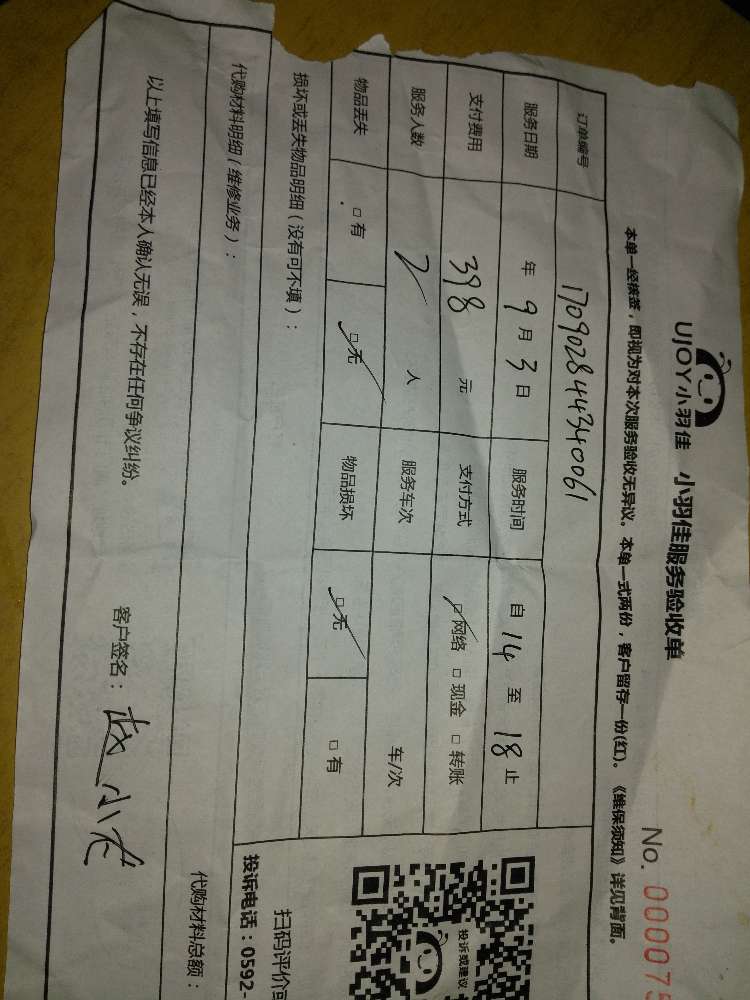 UJOY小羽佳 小羽佳服务验收单
No. 000075
本单一经核签，即视为对本次服务验收无异议。本单一式两份，客户留存一份(红)。《维保须知》详见背面。
订单编号 170902844340061
服务日期 年 9 月 3 日 服务时间 自 14 至 18 止
支付费用 398 元 支付方式 □网络 □现金 □转账
服务人数 2 人 服务车次 车/次
物品丢失 □有 □无 物品损坏 □无 □有
损坏或丢失物品明细（没有可不填）：
代购材料明细（维修业务）：
代购材料总额：
以上填写信息已经本人确认无误，不存在任何争议纠纷。
客户签名：
投诉或建议
扫码评价或
投诉电话：0592-